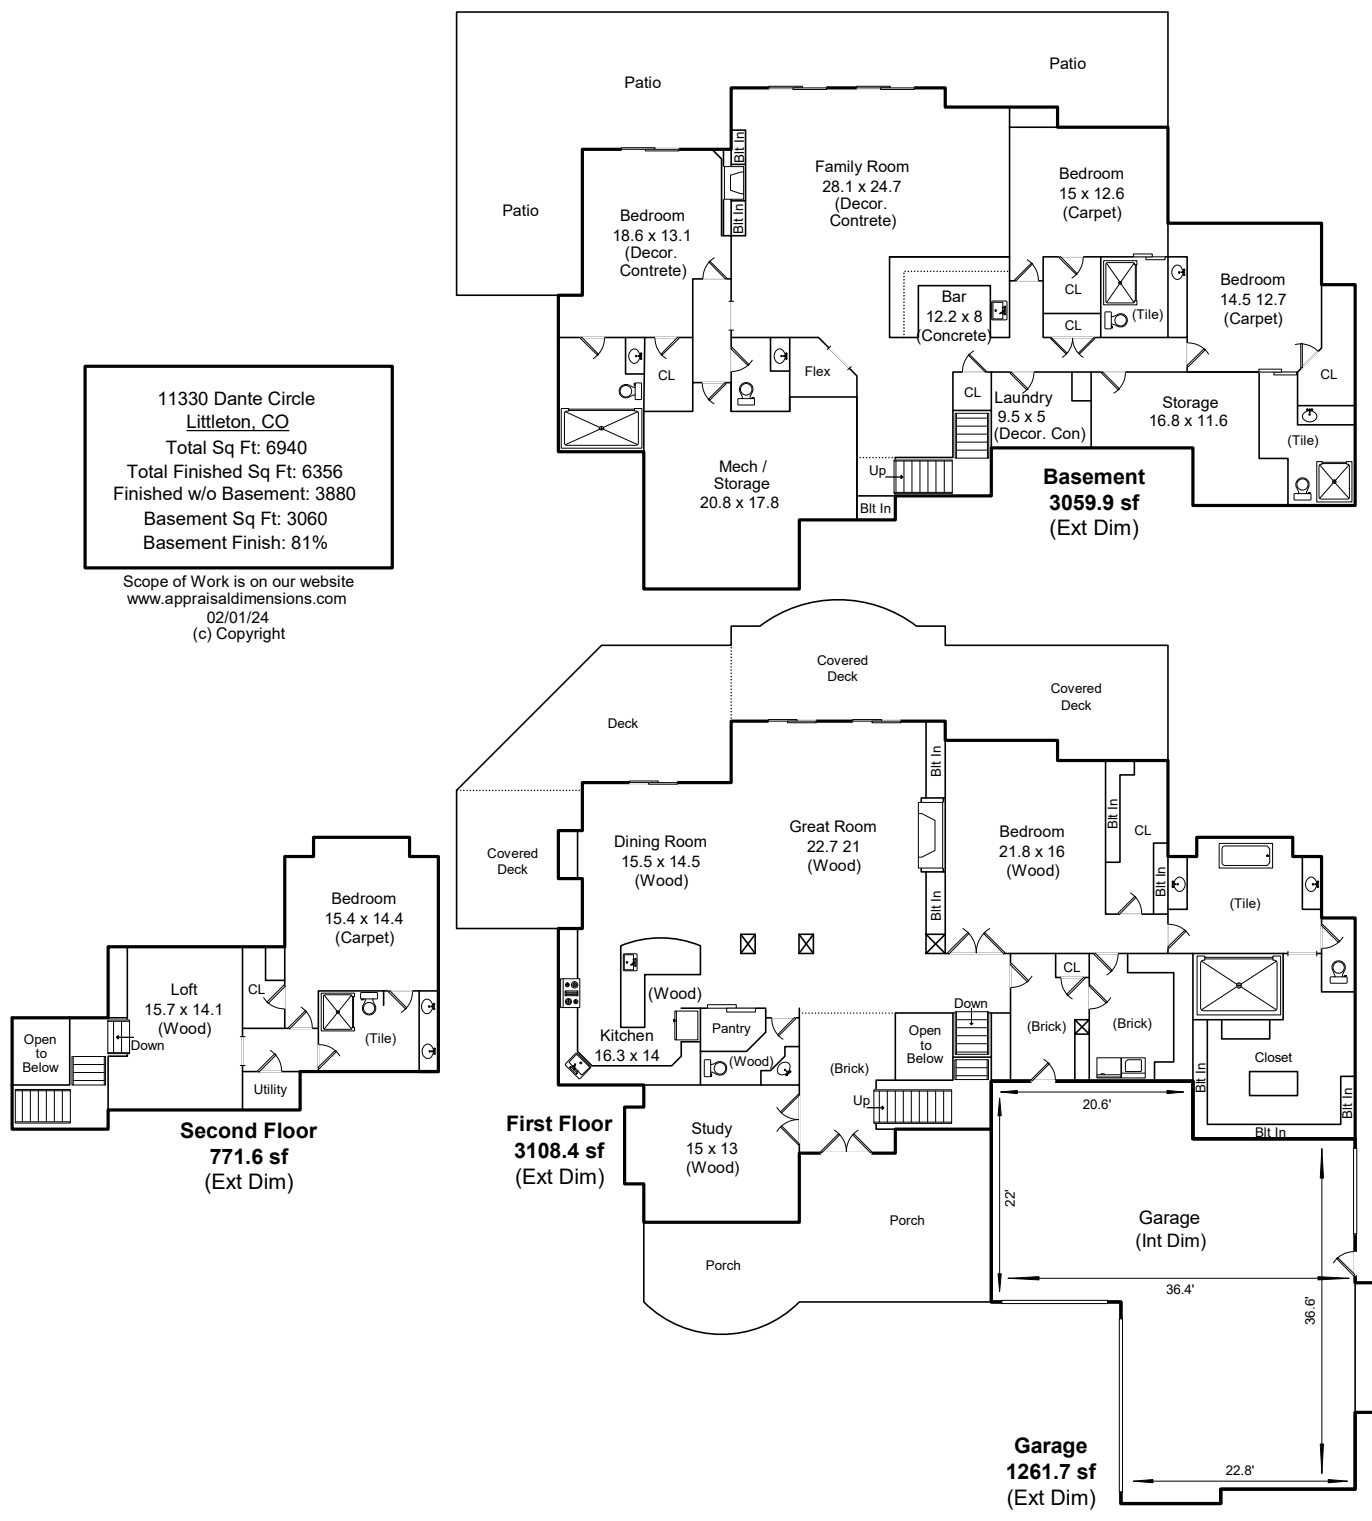 Patio
Patio
Patio
Blt In
Blt In
Family Room
28.1 x 24.7
(Decor.
Contrete)
Bedroom
18.6 x 13.1
(Decor.
Contrete)
Bedroom
15 x 12.6
(Carpet)
Bedroom
14.5 12.7
(Carpet)
Bar
12.2 x 8
(Concrete)
CL
CL
(Tile)
CL
Flex
CL
CL
Laundry
9.5 x 5
(Decor. Con)
Storage
16.8 x 11.6
(Tile)
Mech /
Storage
20.8 x 17.8
Up
Blt In
Basement
3059.9 sf
(Ext Dim)
11330 Dante Circle
Littleton, CO
Total Sq Ft: 6940
Total Finished Sq Ft: 6356
Finished w/o Basement: 3880
Basement Sq Ft: 3060
Basement Finish: 81%
Scope of Work is on our website
www.appraisaldimensions.com
02/01/24
(c) Copyright
Covered
Deck
Covered
Deck
Deck
Covered
Deck
Blt In
Blt In
Dining Room
15.5 x 14.5
(Wood)
Great Room
22.7 21
(Wood)
Bedroom
21.8 x 16
(Wood)
Blt In
CL
Blt In
(Tile)
(Wood)
Kitchen
16.3 x 14
Pantry
(Wood)
(Brick)
Open
to
Below
Down
Up
CL
(Brick)
(Brick)
Closet
Blt In
Blt In
Blt In
Study
15 x 13
(Wood)
First Floor
3108.4 sf
(Ext Dim)
Porch
Porch
Bedroom
15.4 x 14.4
(Carpet)
Loft
15.7 x 14.1
(Wood)
CL
(Tile)
Open
to
Below
Down
Utility
Second Floor
771.6 sf
(Ext Dim)
20.6'
22'
Garage
(Int Dim)
36.4'
36.6'
22.8'
Garage
1261.7 sf
(Ext Dim)